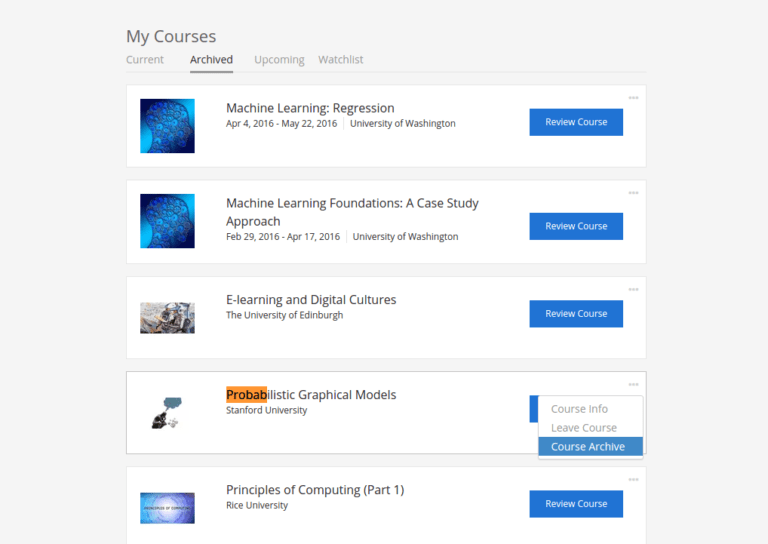 My Courses
Current Archived Upcoming Watchlist
Machine Learning: Regression
Apr 4, 2016 - May 22, 2016 University of Washington
Review Course
Machine Learning Foundations: A Case Study
Approach
Feb 29, 2016 - Apr 17, 2016 University of Washington
Review Course
E-learning and Digital Cultures
The University of Edinburgh
Review Course
Probabilistic Graphical Models
Stanford University
Course Info
Leave Course
Course Archive
Principles of Computing (Part 1)
Rice University
PRINCIPLES OF COMPUTING
Review Course